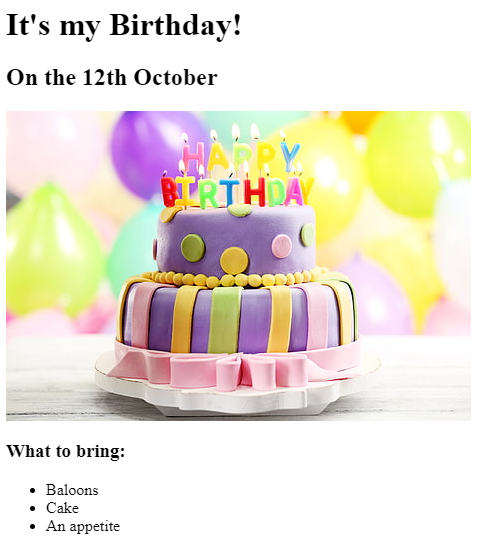 It's my Birthday!
On the 12th October
HAPPY
BIRTHDAY
What to bring:
Baloons
Cake
An appetite